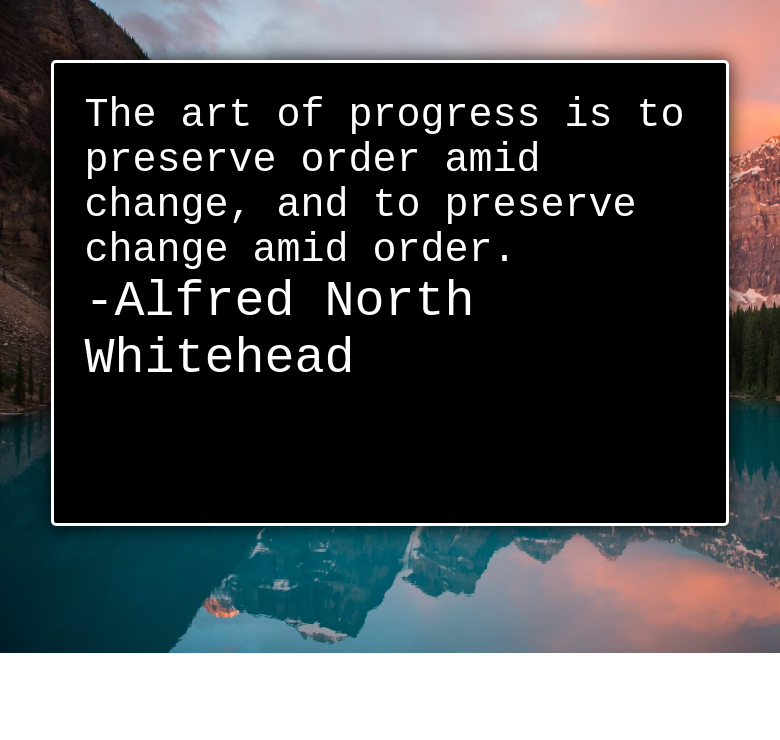 The art of progress is to
preserve order amid
change, and to preserve
change amid order.
-Alfred North
Whitehead